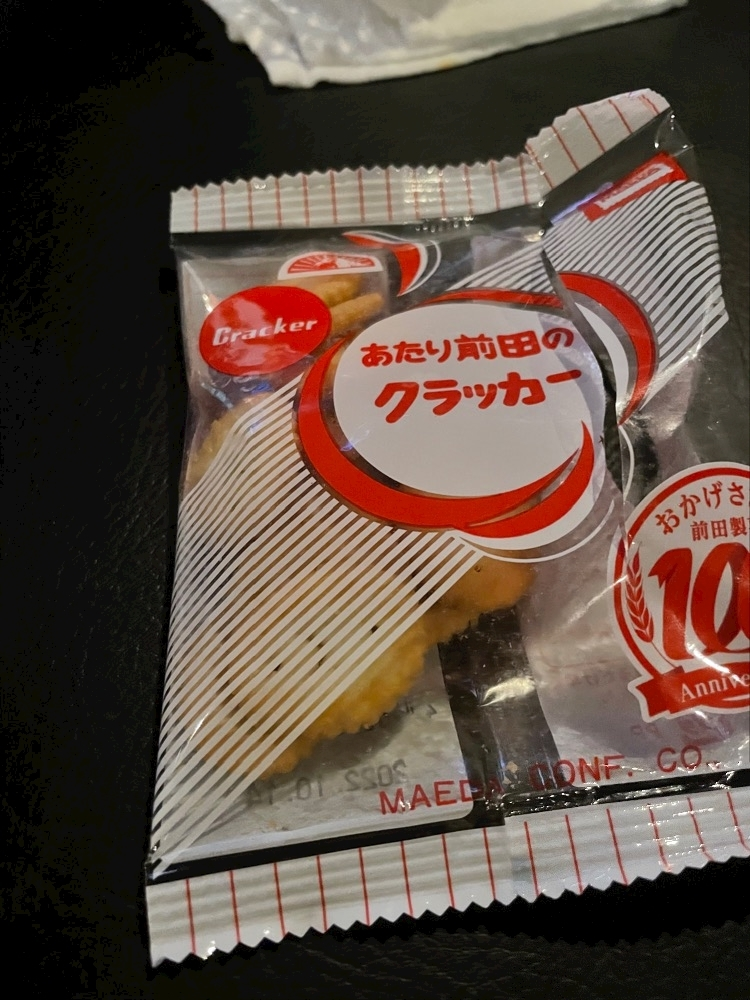 Cracker
あたり前田の
クラッカー
おかげさ
前田製
10
Annive
2022.10.14
MAEDA CONF. CO.